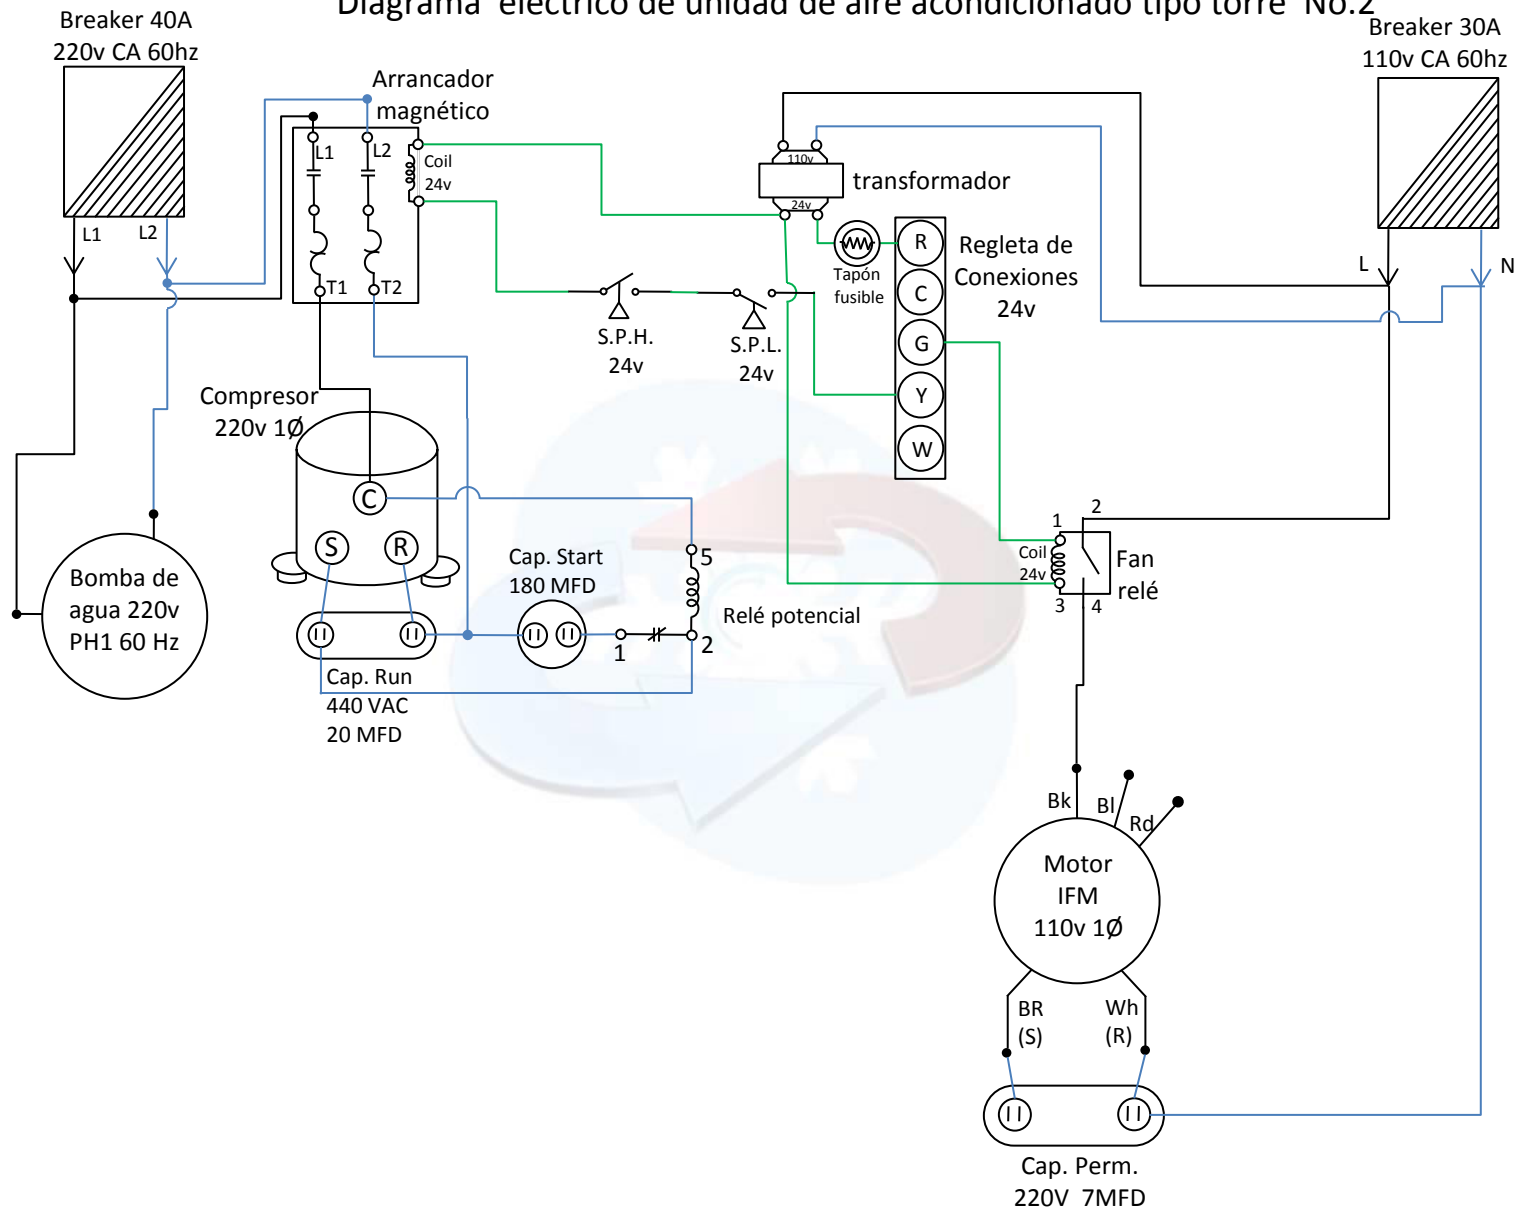 Diagrama electrico de unidad de aire acondicionado tipo torre No.2
Breaker 40A
220v CA 60hz
L1
L2
Arrancador
magnético
L1
L2
Coil
24v
T1
T2
110v
24v
transformador
Tapón
fusible
R
C
G
Y
W
Regleta de
Conexiones
24v
Breaker 30A
110v CA 60hz
L
N
S.P.H.
24v
S.P.L.
24v
Compresor
220v 1Ø
C
S
R
Cap. Run
440 VAC
20 MFD
Cap. Start
180 MFD
5
1
2
Relé potencial
Bomba de
agua 220v
PH1 60 Hz
1
2
Coil
24v
3
4
Fan
relé
Bk
Bl
Rd
Motor
IFM
110v 1Ø
BR
(S)
Wh
(R)
Cap. Perm.
220V 7MFD